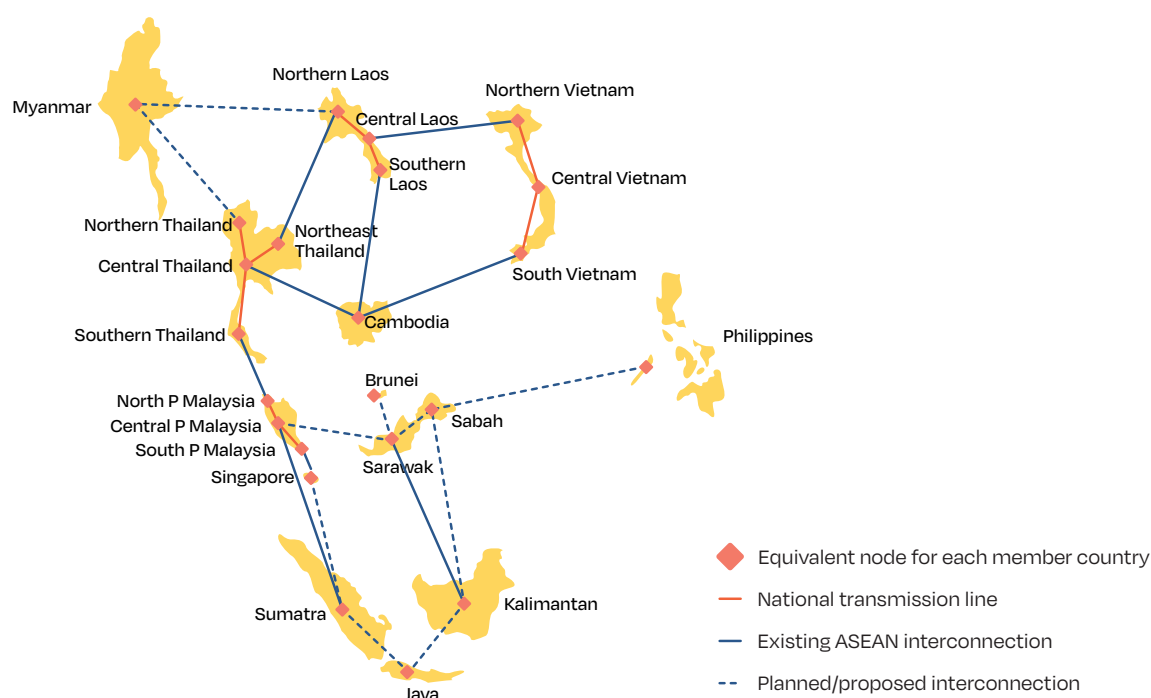 Northern Laos
Northern Vietnam
Myanmar
Central Laos
Southern
Laos
Central Vietnam
Northern Thailand
Northeast
Thailand
Central Thailand
South Vietnam
Cambodia
Southern Thailand
Philippines
Brunei
North P Malaysia
Sabah
Central P Malaysia
South P Malaysia
Sarawak
Singapore
Equivalent node for each member country
National transmission line
Kalimantan
Sumatra
Existing ASEAN interconnection
Planned/proposed interconnection
Java